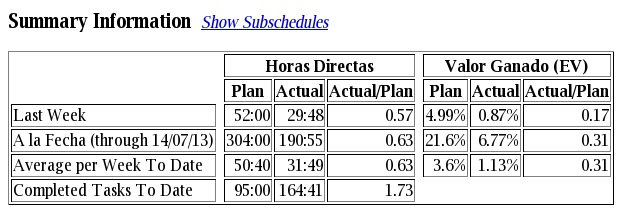 Summary Information Show Subschedules
Horas Directas Valor Ganado (EV)
Plan Actual Actual/Plan Plan Actual Actual/Plan
Last Week 52:00 29:48 0.57 4.99% 0.87% 0.17
A la Fecha (through 14/07/13) 304:00 190:55 0.63 21.6% 6.77% 0.31
Average per Week To Date 50:40 31:49 0.63 3.6% 1.13% 0.31
Completed Tasks To Date 95:00 164:41 1.73